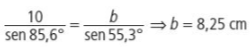 10/sen 85,6° = b/sen 55,3° ⇒ b = 8,25 cm